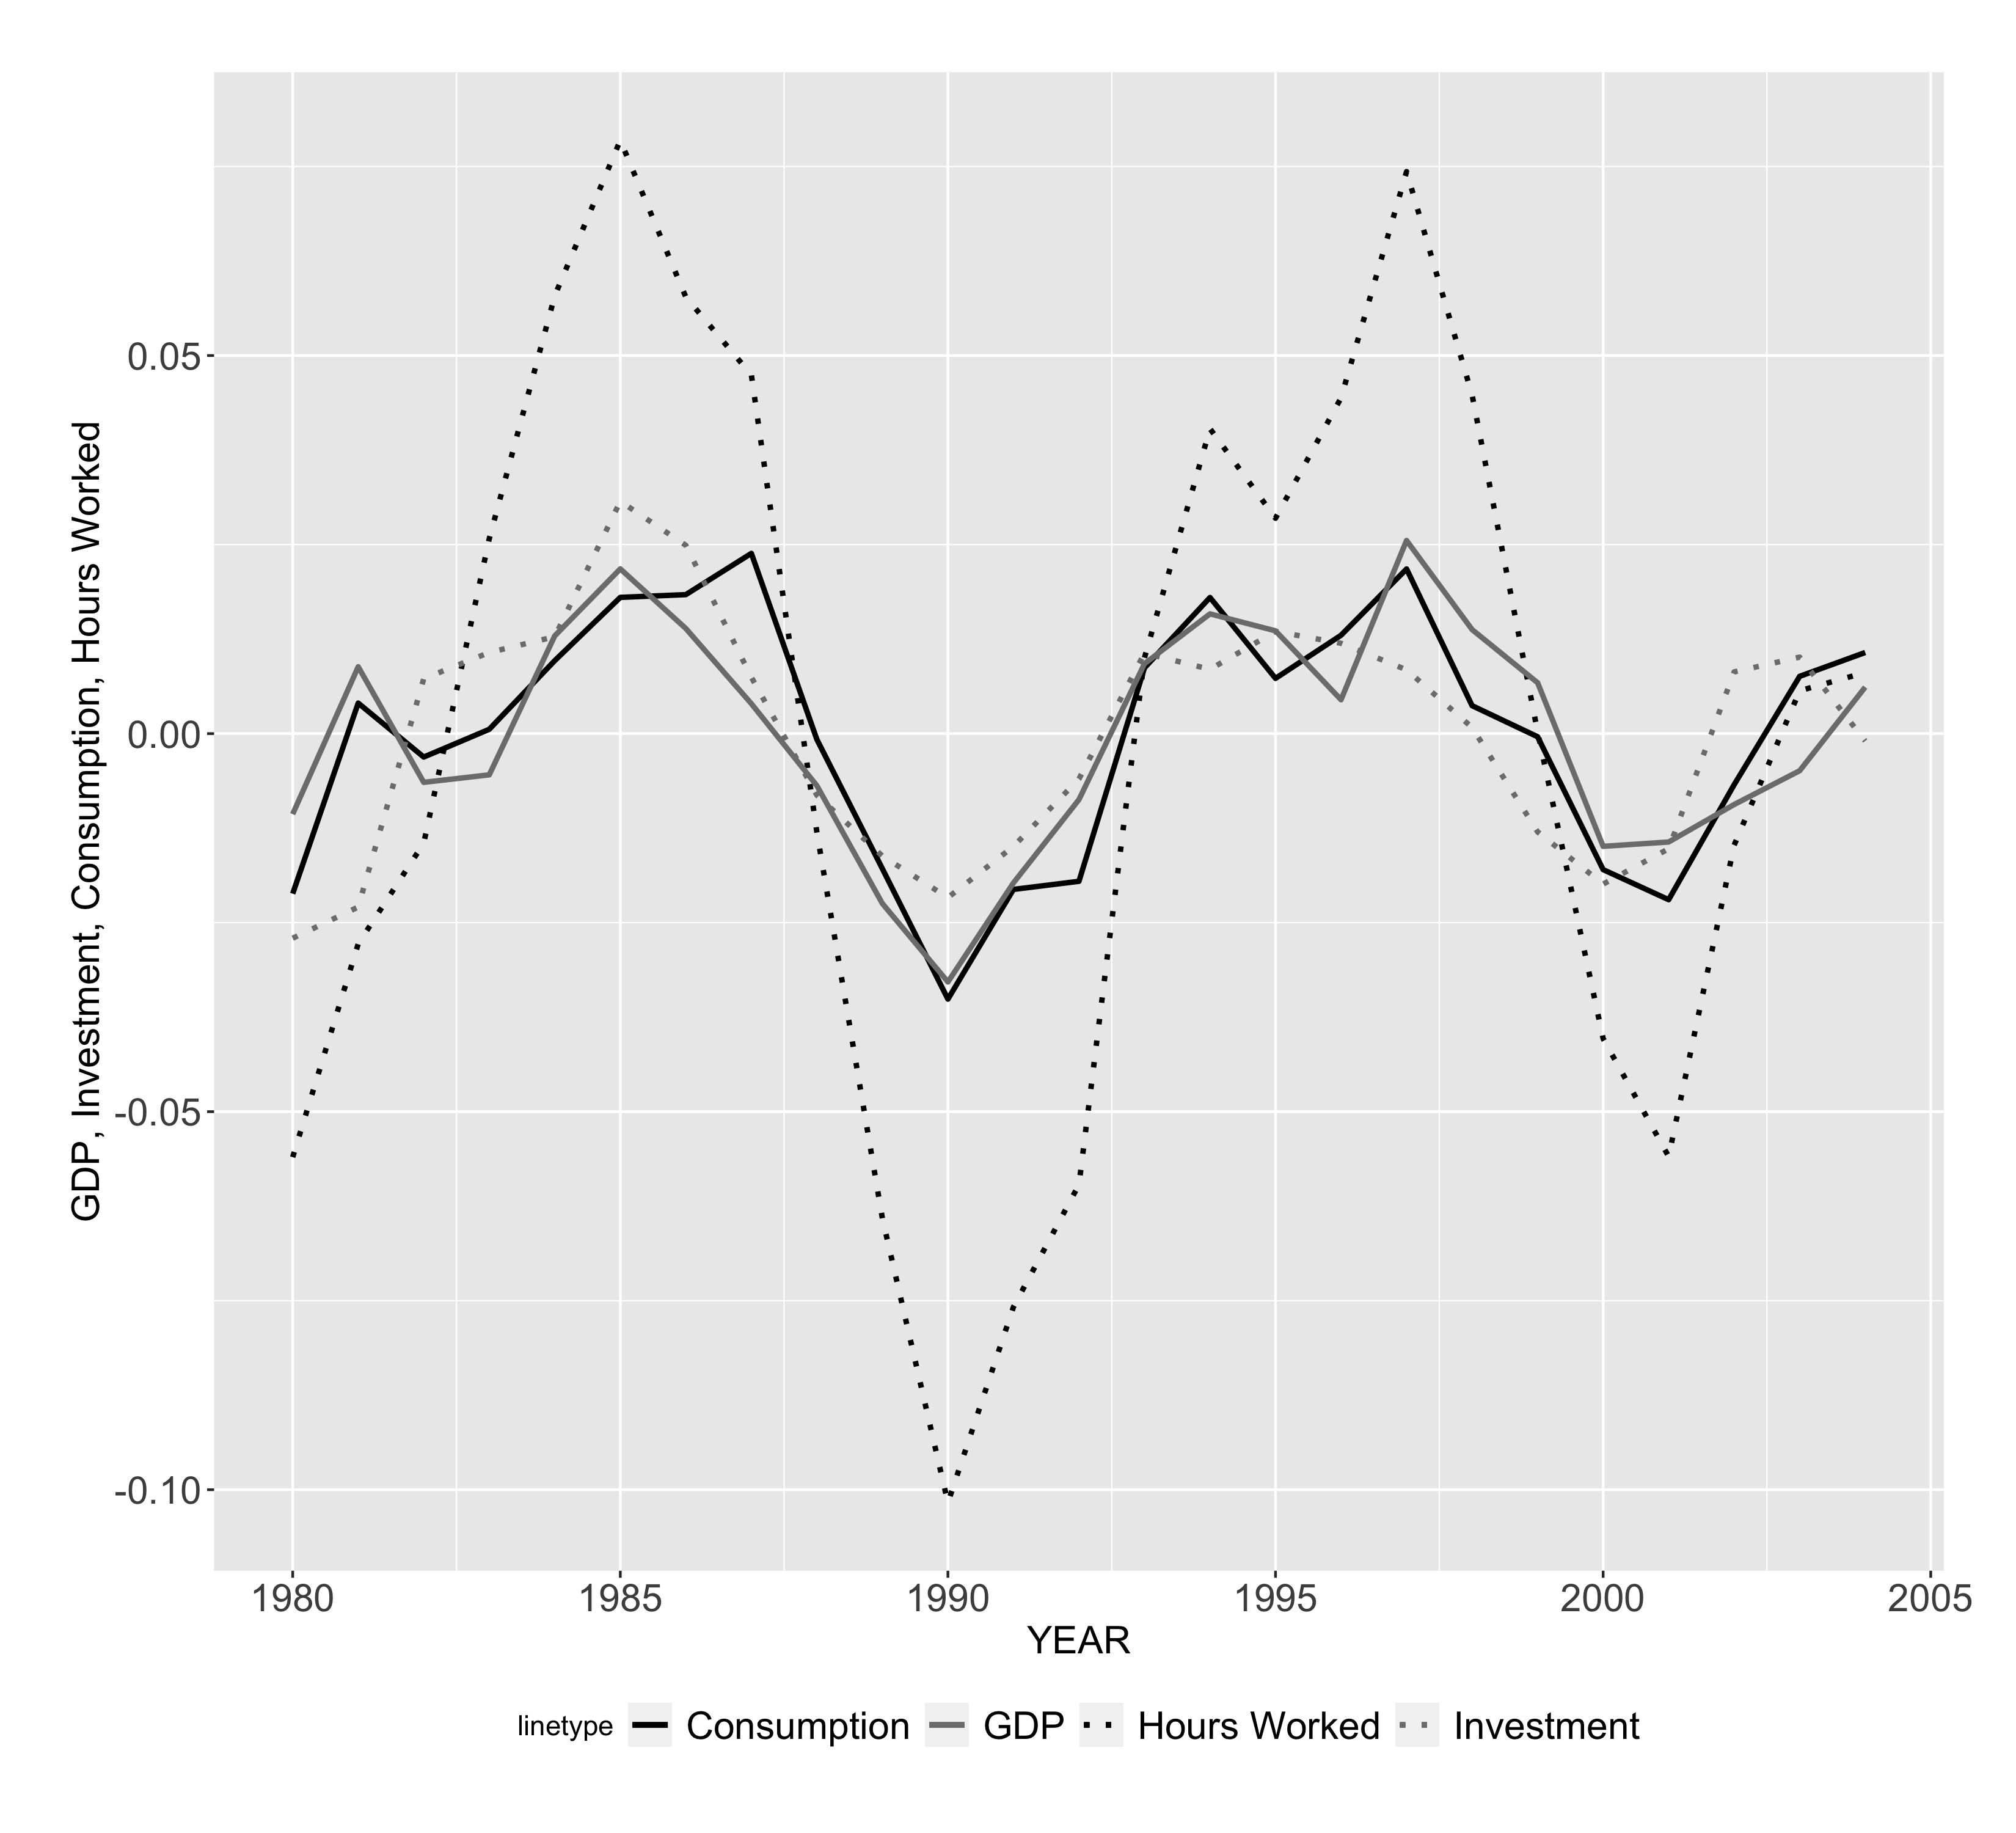 GDP, Investment, Consumption, Hours Worked
0.05
0.00
-0.05
-0.10
1980 1985 1990 1995 2000 2005
YEAR
linetype Consumption GDP Hours Worked Investment